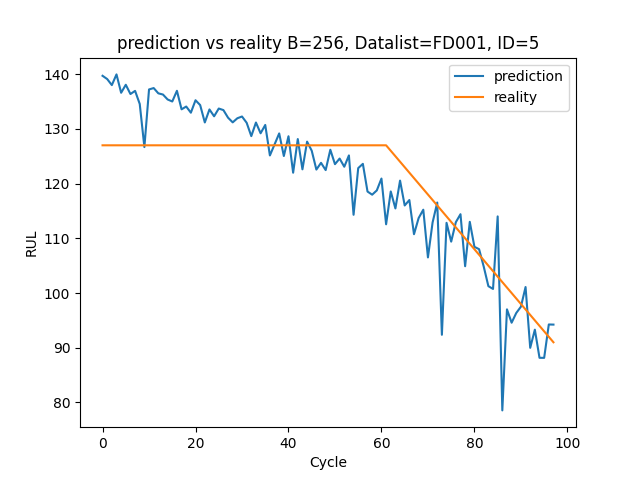 prediction vs reality B=256, Datalist=FD001, ID=5
prediction
reality
140
130
120
110
100
90
80
RUL
0 20 40 60 80 100
Cycle